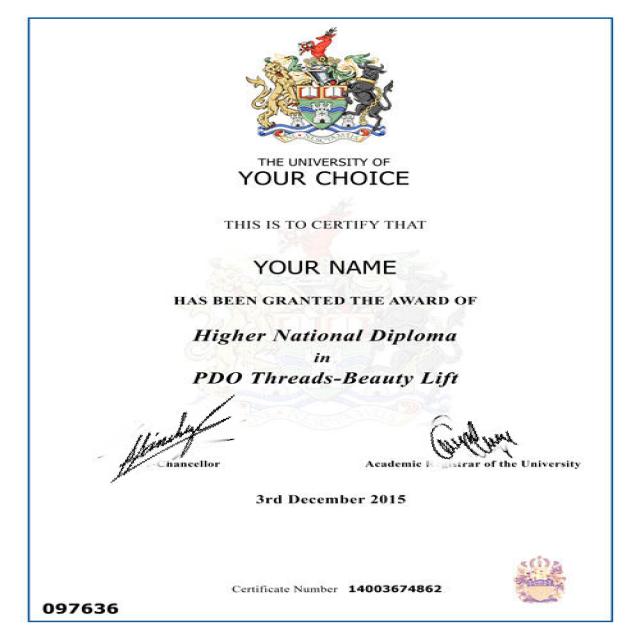 THE UNIVERSITY OF
YOUR CHOICE
THIS IS TO CERTIFY THAT
YOUR NAME
HAS BEEN GRANTED THE AWARD OF
Higher National Diploma
in
PDO Threads-Beauty Lift
-Chancellor
Academic of the University
3rd December 2015
Certificate Number 14003674862
097636